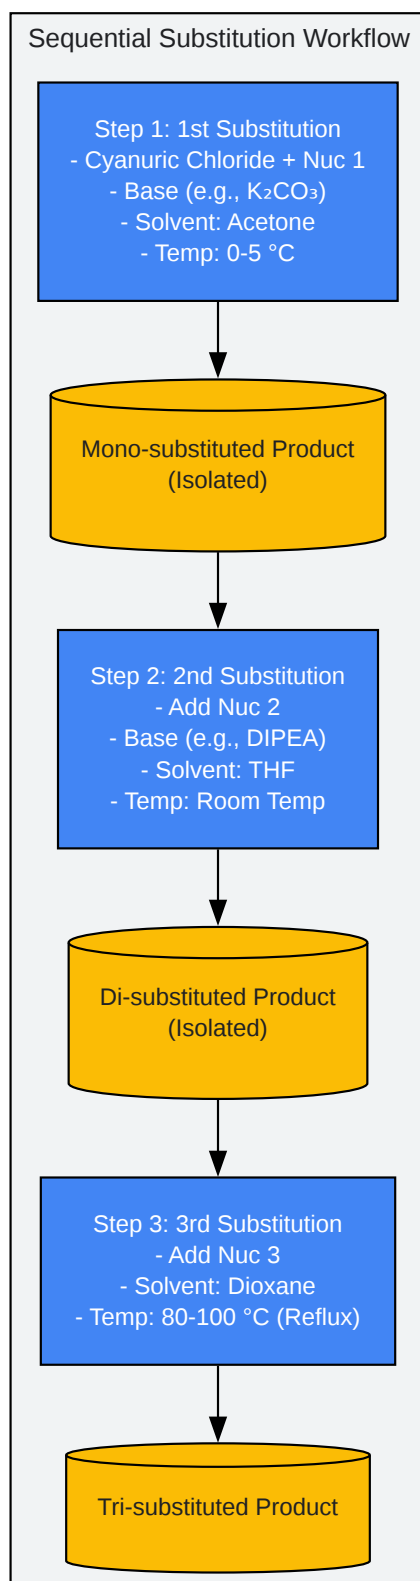 Sequential Substitution Workflow
Step 1: 1st Substitution
- Cyanuric Chloride + Nuc 1
- Base (e.g., K₂CO₃)
- Solvent: Acetone
- Temp: 0-5 °C
Mono-substituted Product
(Isolated)
Step 2: 2nd Substitution
- Add Nuc 2
- Base (e.g., DIPEA)
- Solvent: THF
- Temp: Room Temp
Di-substituted Product
(Isolated)
Step 3: 3rd Substitution
- Add Nuc 3
- Solvent: Dioxane
- Temp: 80-100 °C (Reflux)
Tri-substituted Product